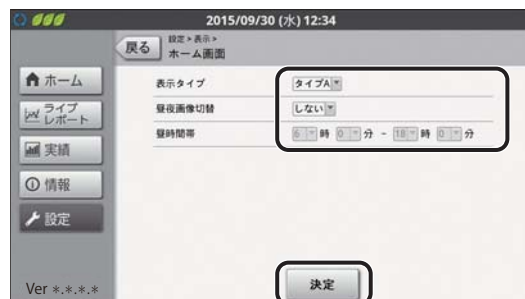 2015/09/30 (水) 12:34
戻る
設定 > 表示 >
ホーム画面
ホーム
ライブ
レポート
実績
情報
設定
表示タイプ タイプA
昼夜画像切替 しない
昼時間帯 6 時 0 分 - 18 時 0 分
決定
Ver *.*.*.*